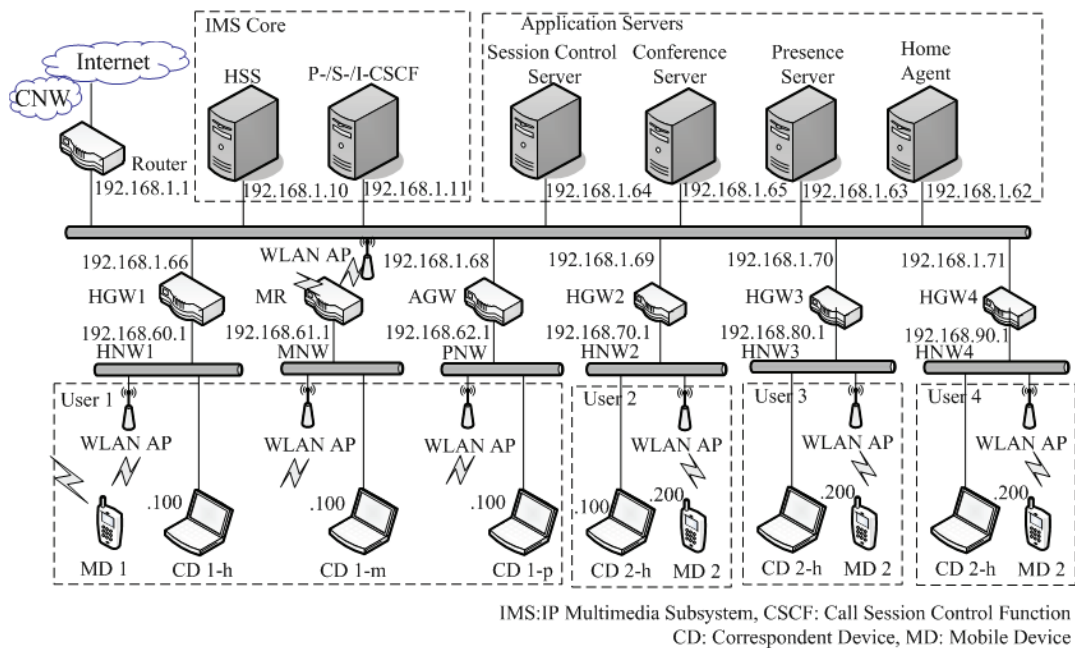 IMS Core
Application Servers
Internet
CNW
HSS
P-/S-/I-CSCF
Session Control
Server
Conference
Server
Presence
Server
Home
Agent
Router
192.168.1.1
192.168.1.10
192.168.1.11
192.168.1.64
192.168.1.65
192.168.1.63
192.168.1.62
192.168.1.66
WLAN AP
192.168.1.68
192.168.1.69
192.168.1.70
192.168.1.71
HGW1
MR
AGW
HGW2
HGW3
HGW4
192.168.60.1
192.168.61.1
192.168.62.1
192.168.70.1
192.168.80.1
192.168.90.1
HNW1
MNW
PNW
HNW2
HNW3
HNW4
User 1
User 2
User 3
User 4
WLAN AP
WLAN AP
WLAN AP
WLAN AP
WLAN AP
WLAN AP
.100
.100
.100
.100
.200
.200
.200
MD 1
CD 1-h
CD 1-m
CD 1-p
CD 2-h
MD 2
CD 2-h
MD 2
CD 2-h
MD 2
IMS:IP Multimedia Subsystem, CSCF: Call Session Control Function
CD: Correspondent Device, MD: Mobile Device